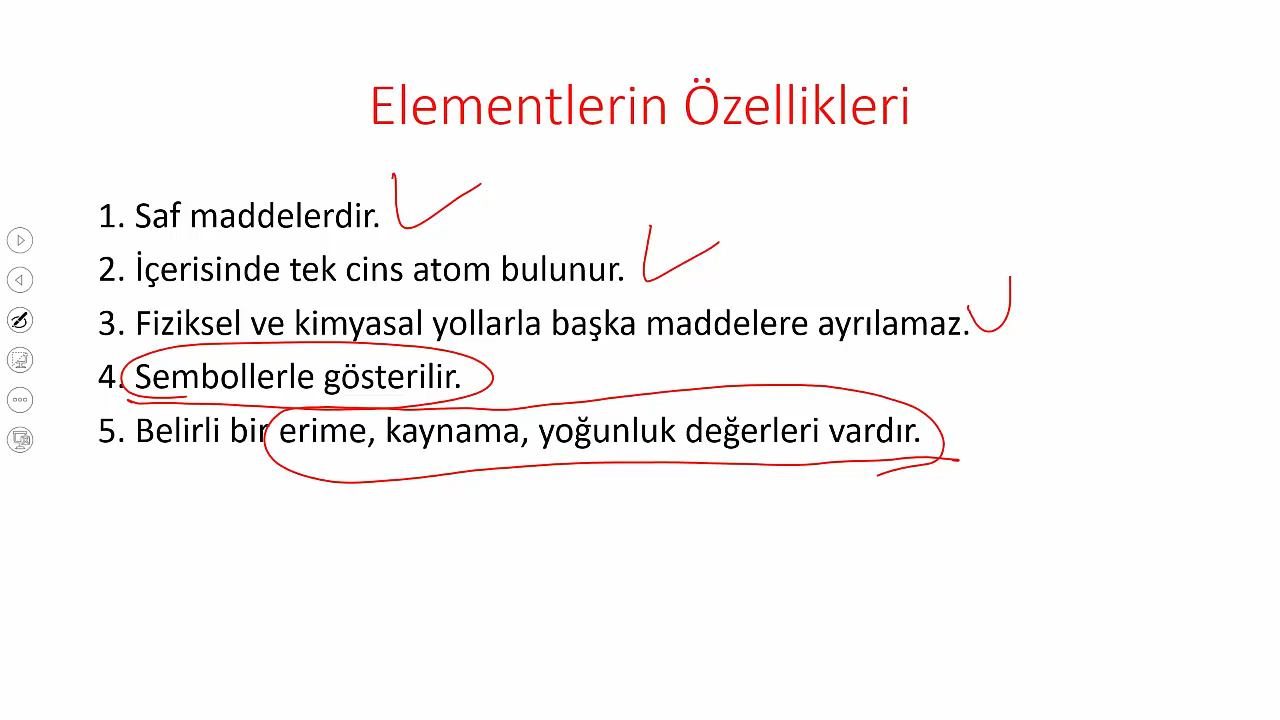 Elementlerin Özellikleri
1. Saf maddelerdir.
2. İçerisinde tek cins atom bulunur.
3. Fiziksel ve kimyasal yollarla başka maddelere ayrılamaz.
4. Sembollerle gösterilir.
5. Belirli bir erime, kaynama, yoğunluk değerleri vardır.